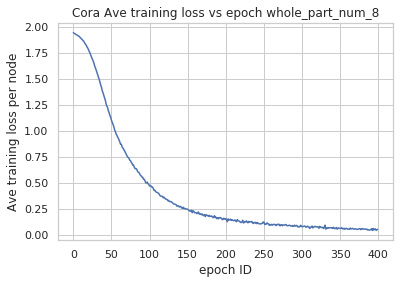 Cora Ave training loss vs epoch whole_part_num_8
2.00
1.75
1.50
1.25
1.00
0.75
0.50
0.25
0.00
Ave training loss per node
0 50 100 150 200 250 300 350 400
epoch ID